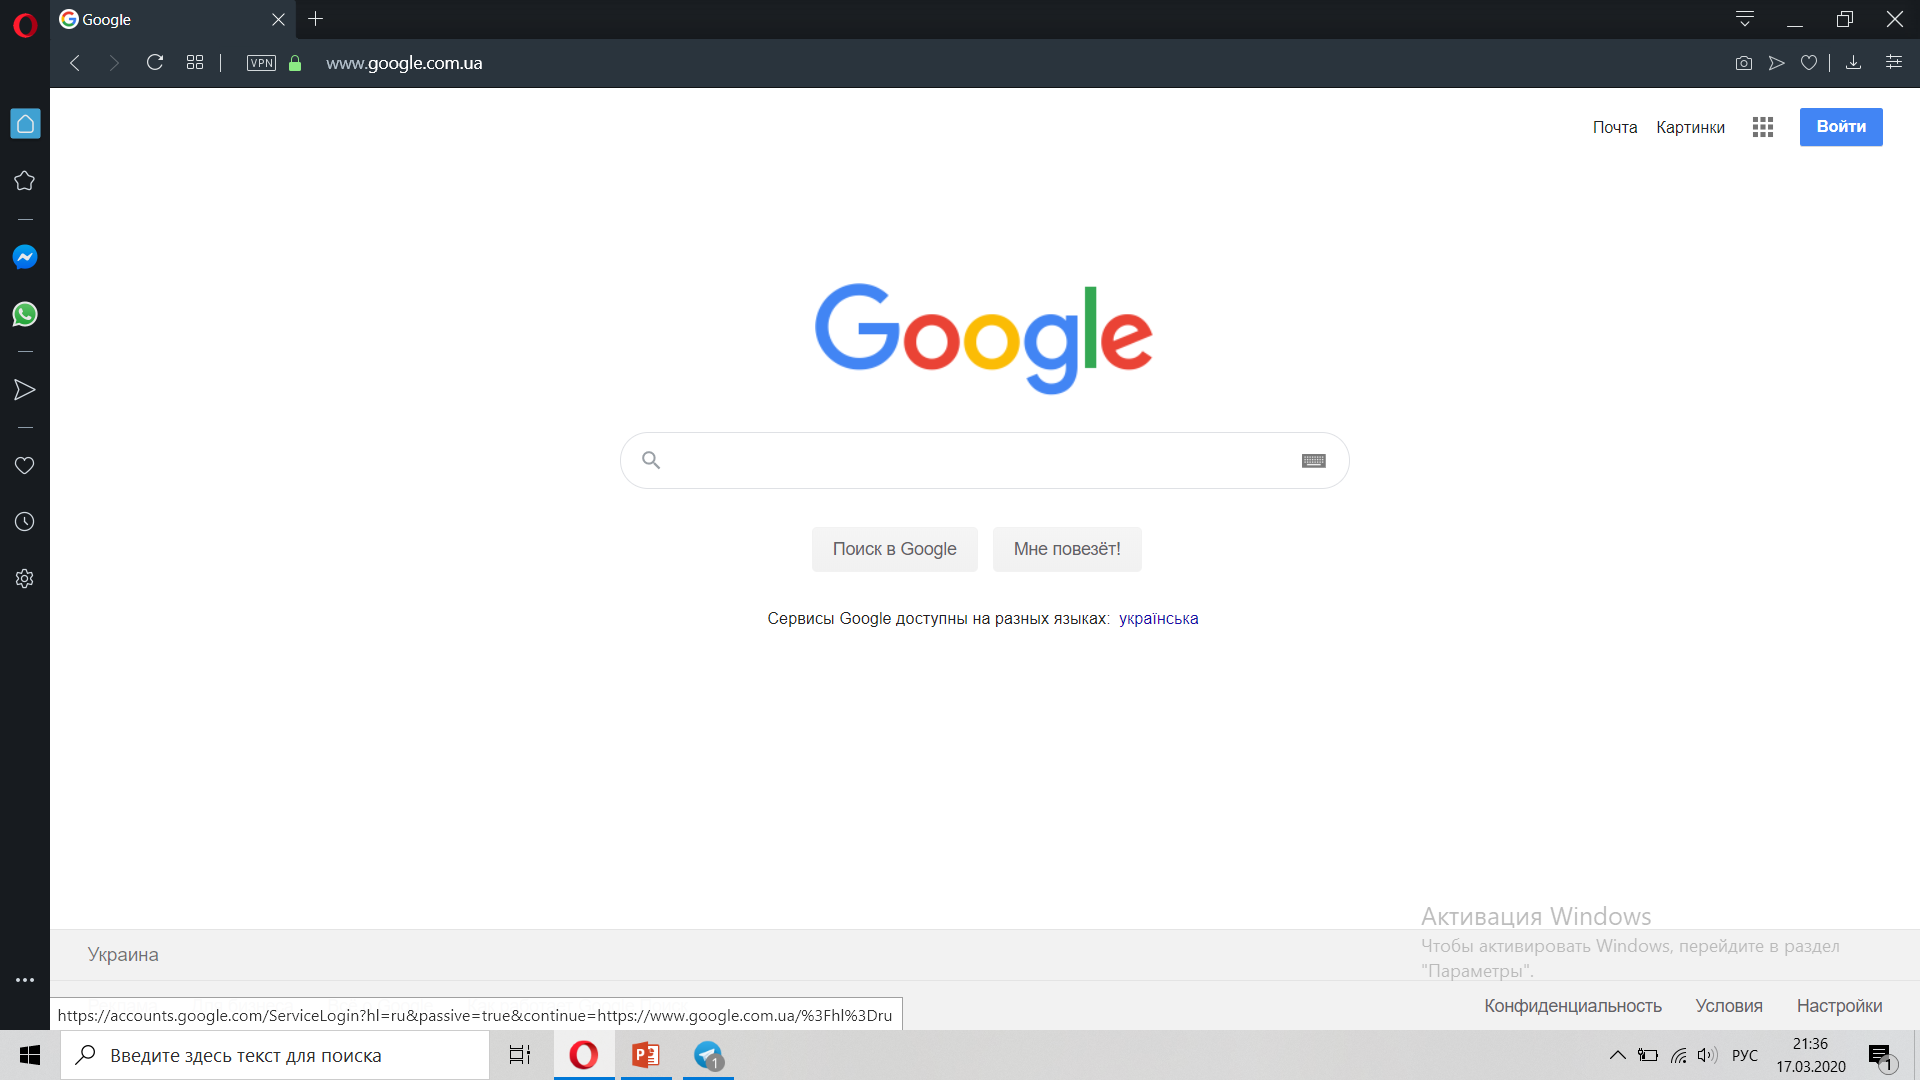 Google
VPN
www.google.com.ua
Почта Картинки Войти
Google
Поиск в Google Мне повезёт!
Сервисы Google доступны на разных языках: українська
Активация Windows
Чтобы активировать Windows, перейдите в раздел
"Параметры".
Украина
Конфиденциальность Условия Настройки
https://accounts.google.com/ServiceLogin?hl=ru&passive=true&continue=https://www.google.com.ua/%3Fhl%3Dru
Введите здесь текст для поиска
P
1
РУС
21:36
17.03.2020
1